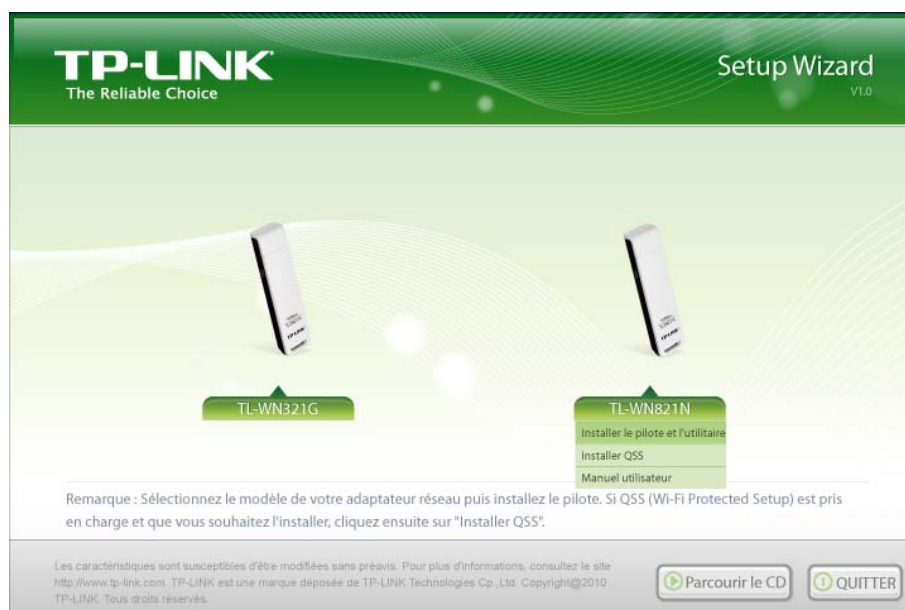 TP-LINK
The Reliable Choice
Setup Wizard
V1.0
TP-LINK
TP-LINK
TL-WN321G
TL-WN821N
Installer le pilote et l'utilitaire
Installer QSS
Manuel utilisateur
Remarque : Sélectionnez le modèle de votre adaptateur réseau puis installez le pilote. Si QSS (Wi-Fi Protected Setup) est pris
en charge et que vous souhaitez l'installer, cliquez ensuite sur "Installer QSS".
Les caractéristiques sont susceptibles d'être modifiées sans préavis. Pour plus d'informations, consultez le site
http://www.tp-link.com. TP-LINK est une marque déposée de TP-LINK Technologies Cp., Ltd. Copyright@2010
TP-LINK. Tous droits réservés.
Parcourir le CD
QUITTER